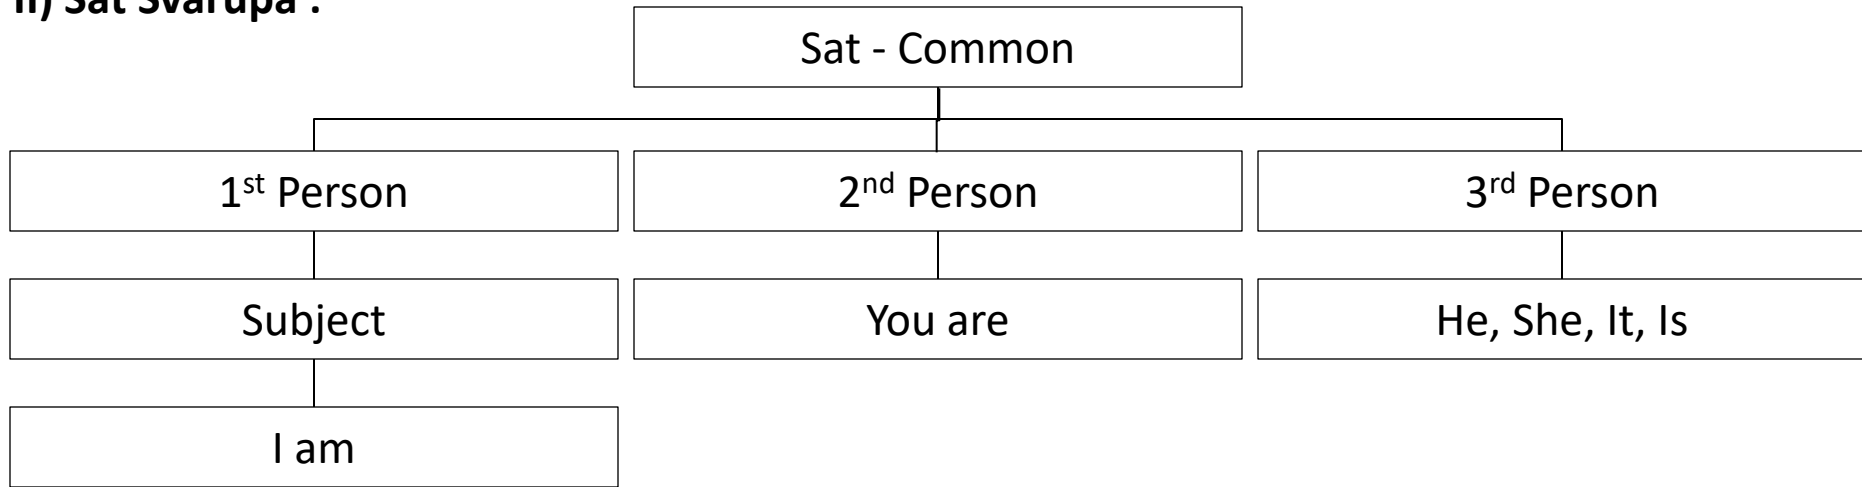 ii) Sat Svarupa :
Sat - Common
1st Person
2nd Person
3rd Person
Subject
You are
He, She, It, Is
I am